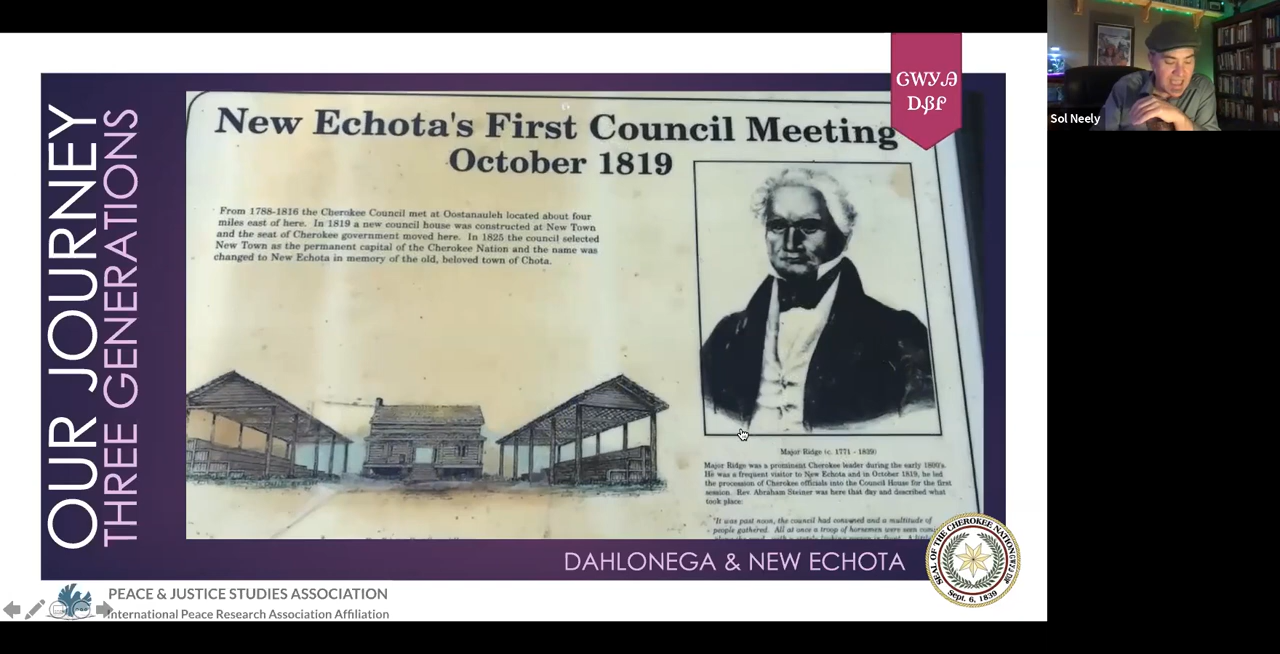 OUR JOURNEY
THREE GENERATIONS
New Echota's First Council Meeting
October 1819
From 1788-1816 the Cherokee Council met at Oostanauleh located about four
miles east of here. In 1819 a new council house was constructed at New Town
and the seat of Cherokee government moved here. In 1825 the council selected
New Town as the permanent capital of the Cherokee Nation and the name was
changed to New Echota in memory of the old, beloved town of Chota.
Major Ridge (c. 1771 - 1839)
Major Ridge was a prominent Cherokee leader during the early 1800's.
He was a frequent visitor to New Echota and in October 1819, he led
the procession of Cherokee officials into the Council House for the first
session. Rev. Abraham Steiner was here that day and described what
took place:
"It was past noon, the council had convened and a multitude of
people gathered. All at once a troop of horsemen were seen
ᏣᎳᎩᎯ
ᎠᏰᎵ
DAHLONEGA & NEW ECHOTA
SEAL OF THE CHEROKEE NATION
Sept. 6, 1839
PEACE & JUSTICE STUDIES ASSOCIATION
International Peace Research Association Affiliation
Sol Neely